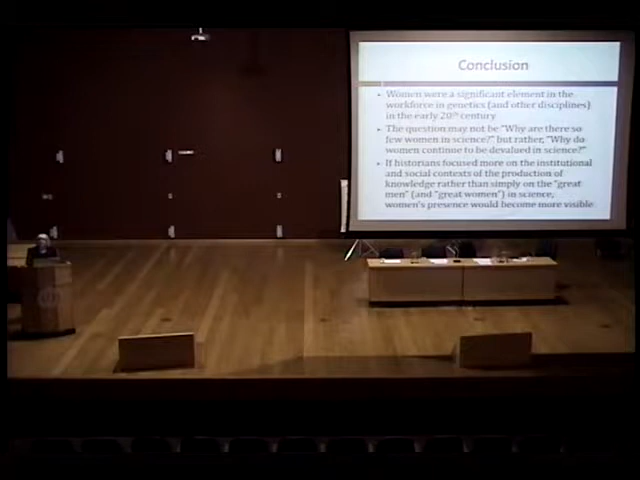 Conclusion
• Women were a significant element in the
workforce in genetics (and other disciplines)
in the early 20th century
• The question may not be "Why are there so
few women in science?" but rather, "Why do
women continue to be devalued in science?"
• If historians focused more on the institutional
and social contexts of the production of
knowledge rather than simply on the "great
men" (and "great women") in science,
women's presence would become more visible